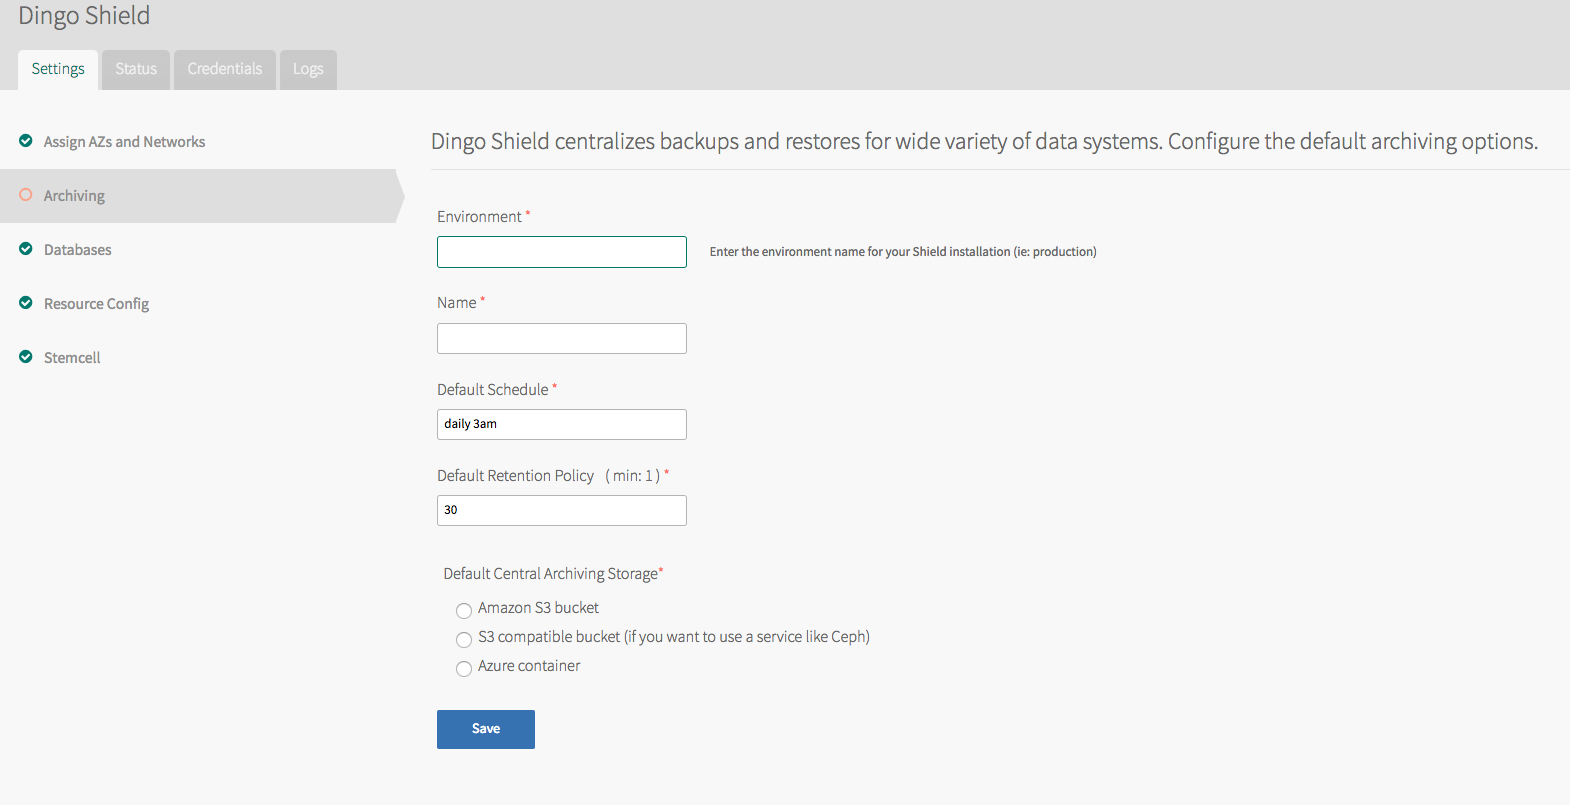 Dingo Shield
Settings
Status
Credentials
Logs
Assign AZs and Networks
Archiving
Databases
Resource Config
Stemcell
Dingo Shield centralizes backups and restores for wide variety of data systems. Configure the default archiving options.
Environment *
Enter the environment name for your Shield installation (ie: production)
Name *
Default Schedule *
daily 3am
Default Retention Policy ( min: 1 ) *
30
Default Central Archiving Storage*
Amazon S3 bucket
S3 compatible bucket (if you want to use a service like Ceph)
Azure container
Save